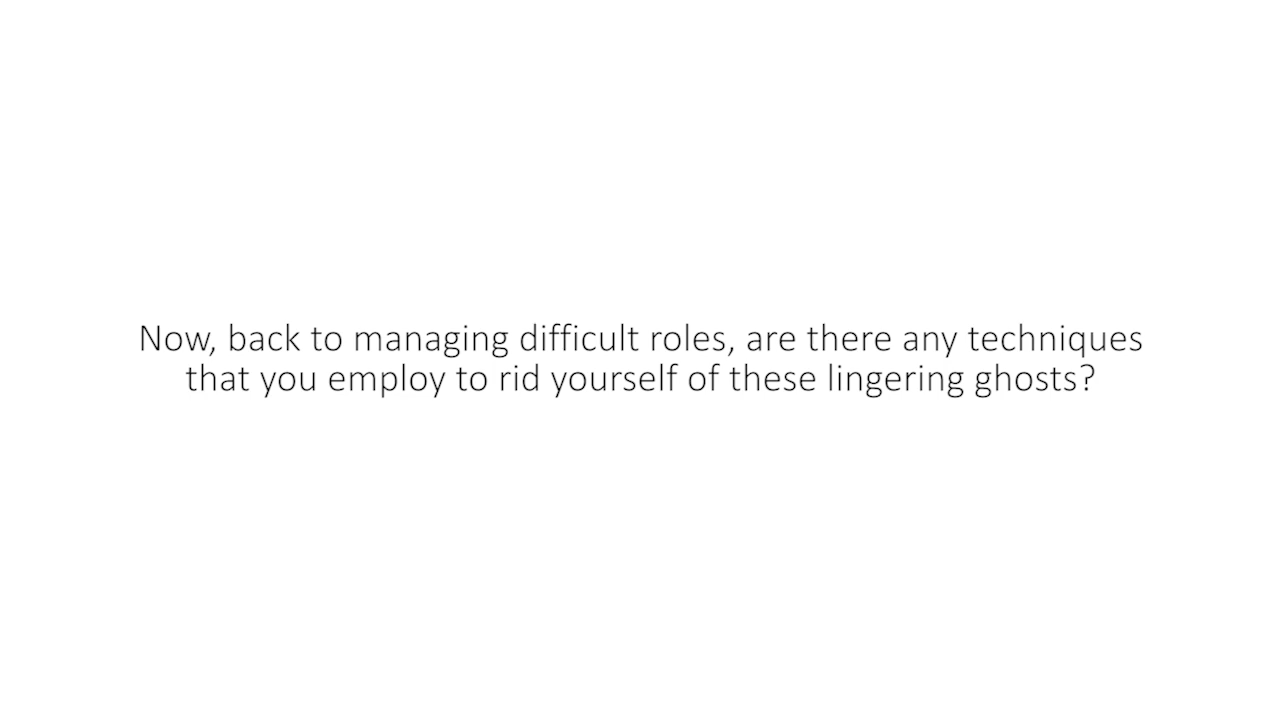 Now, back to managing difficult roles, are there any techniques
that you employ to rid yourself of these lingering ghosts?